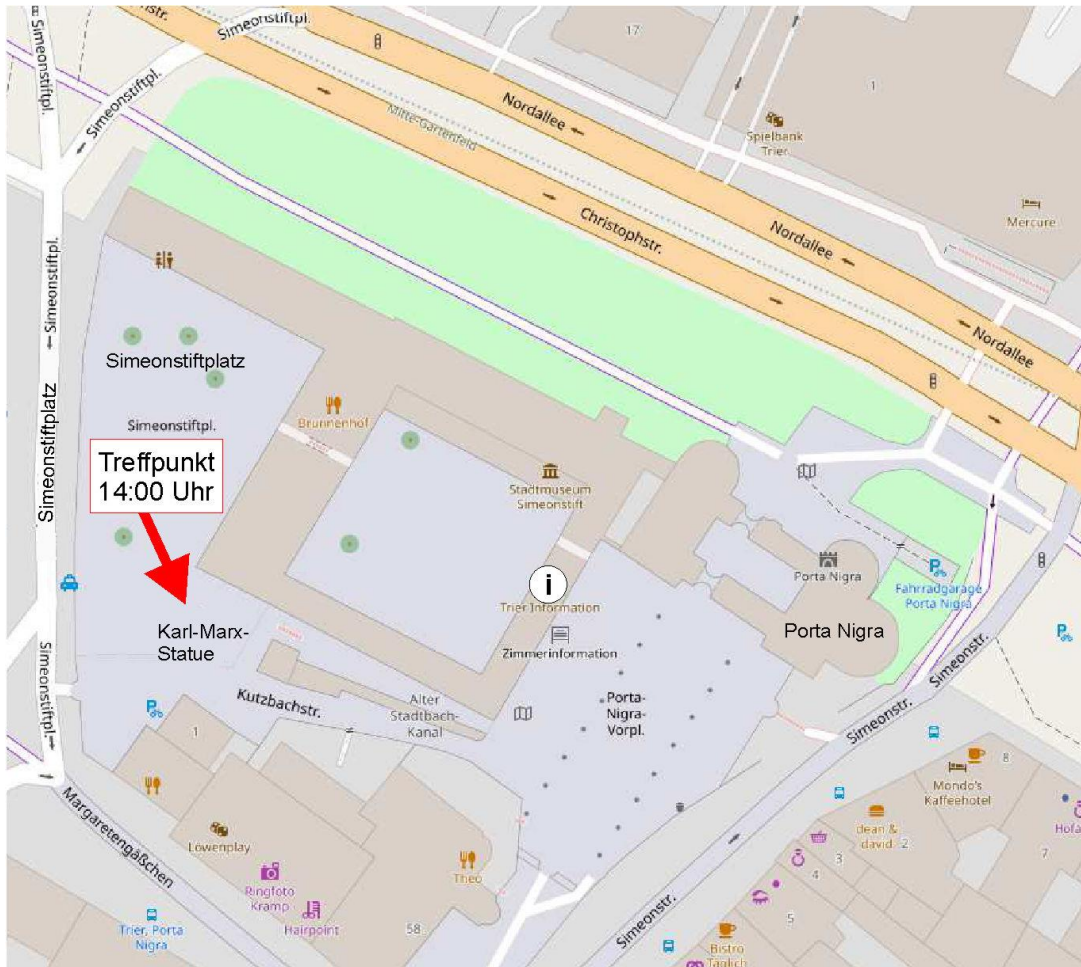 Simeonstiftpl.
str.
Simeonstiftpl.
Simeonstiftpl.
17
1
Nordallee
Mitte-Gartenfeld
Spielbank
Trier
Mercure
Christophstr.
Nordallee
Nordallee
Simeonstiftpl.
Simeonstiftplatz
Simeonstiftplatz
Simeonstiftpl.
Brunnenhof
Treffpunkt
14:00 Uhr
Stadtmuseum
Simeonstift
Porta Nigra
P
Fahrradgarage
Porta Nigra
i
Trier Information
Karl-Marx-
Statue
Zimmerinformation
Porta Nigra
P
Simeonstr.
Simeonstiftpl.
P
Kutzbachstr.
Alter
Stadtbach-
Kanal
Porta-
Nigra-
Vorpl.
Simeonstr.
1
8
Mondo's
Kaffeehotel
Margaretengäßchen
Löwenplay
dean &
david
2
Hofa
3
7
4
Theo
Ringfoto
Kramp
Hairpoint
5
Trier, Porta
Nigra
58
Simeonstr.
Bistro
Täglich